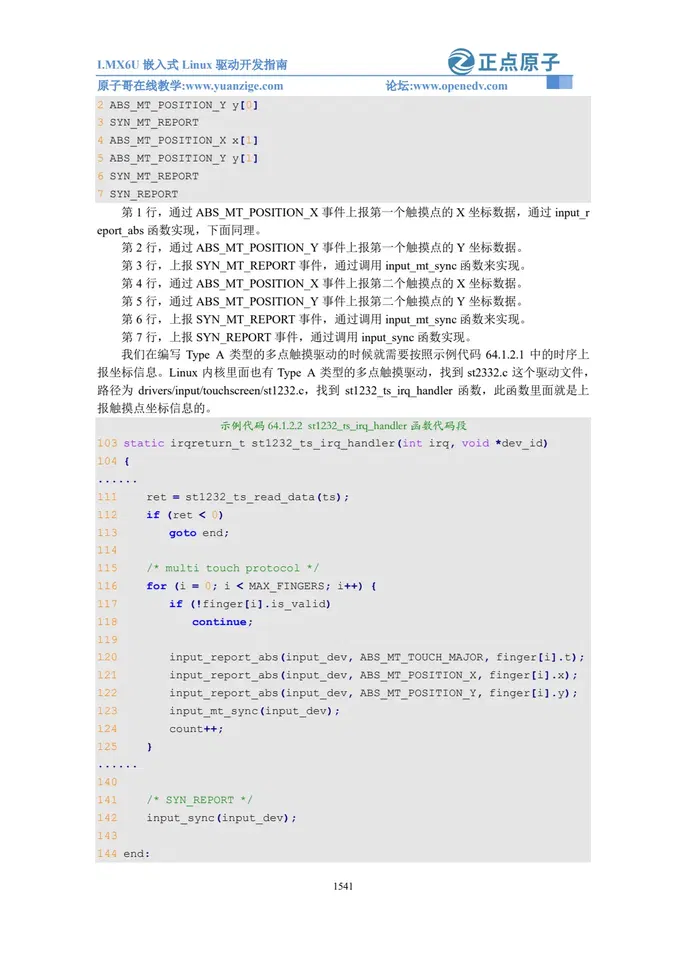 I.MX6U 嵌入式 Linux 驱动开发指南
正点原子
原子哥在线教学:www.yuanzige.com 论坛:www.openedv.com
2 ABS_MT_POSITION_Y y[0]
3 SYN_MT_REPORT
4 ABS_MT_POSITION_X x[1]
5 ABS_MT_POSITION_Y y[1]
6 SYN_MT_REPORT
7 SYN_REPORT
第 1 行，通过 ABS_MT_POSITION_X 事件上报第一个触摸点的 X 坐标数据，通过 input_r
eport_abs 函数实现，下面同理。
第 2 行，通过 ABS_MT_POSITION_Y 事件上报第一个触摸点的 Y 坐标数据。
第 3 行，上报 SYN_MT_REPORT 事件，通过调用 input_mt_sync 函数来实现。
第 4 行，通过 ABS_MT_POSITION_X 事件上报第二个触摸点的 X 坐标数据。
第 5 行，通过 ABS_MT_POSITION_Y 事件上报第二个触摸点的 Y 坐标数据。
第 6 行，上报 SYN_MT_REPORT 事件，通过调用 input_mt_sync 函数来实现。
第 7 行，上报 SYN_REPORT 事件，通过调用 input_sync 函数实现。
我们在编写 Type A 类型的多点触摸驱动的时候就需要按照示例代码 64.1.2.1 中的时序上
报坐标信息。Linux 内核里面也有 Type A 类型的多点触摸驱动，找到 st2332.c 这个驱动文件，
路径为 drivers/input/touchscreen/st1232.c，找到 st1232_ts_irq_handler 函数，此函数里面就是上
报触摸点坐标信息的。
示例代码 64.1.2.2 st1232_ts_irq_handler 函数代码段
103 static irqreturn_t st1232_ts_irq_handler(int irq, void *dev_id)
104 {
......
111 ret = st1232_ts_read_data(ts);
112 if (ret < 0)
113 goto end;
114
115 /* multi touch protocol */
116 for (i = 0; i < MAX_FINGERS; i++) {
117 if (!finger[i].is_valid)
118 continue;
119
120 input_report_abs(input_dev, ABS_MT_TOUCH_MAJOR, finger[i].t);
121 input_report_abs(input_dev, ABS_MT_POSITION_X, finger[i].x);
122 input_report_abs(input_dev, ABS_MT_POSITION_Y, finger[i].y);
123 input_mt_sync(input_dev);
124 count++;
125 }
......
140
141 /* SYN_REPORT */
142 input_sync(input_dev);
143
144 end:
1541